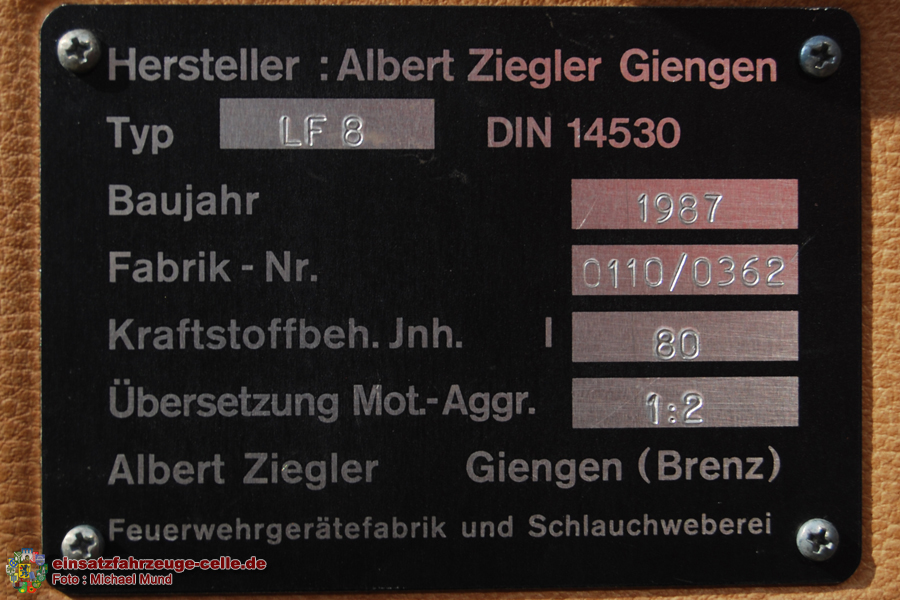 Hersteller : Albert Ziegler Giengen
Typ LF 8 DIN 14530
Baujahr 1987
Fabrik - Nr. 0110/0362
Kraftstoffbeh. Jnh. l 80
Übersetzung Mot.-Aggr. 1:2
Albert Ziegler Giengen (Brenz)
Feuerwehrgerätefabrik und Schlauchweberei
einsatzfahrzeuge-celle.de
Foto : Michael Mund